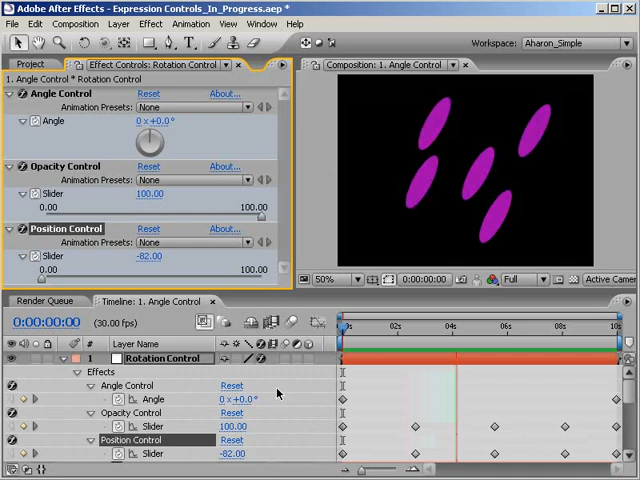 Adobe After Effects - Expression Controls_In_Progress.aep *
File Edit Composition Layer Effect Animation View Window Help
Workspace: Aharon_Simple
Project Effect Controls: Rotation Control Composition: 1. Angle Control
1. Angle Control * Rotation Control
Angle Control Reset About...
Animation Presets: None
Angle 0 x +0.0°
Opacity Control Reset About...
Animation Presets: None
Slider 100.00
0.00 100.00
Position Control Reset About...
Animation Presets: None
Slider -82.00
0.00 100.00
50% 0:00:00:00 Full Active Camer
Render Queue Timeline: 1. Angle Control
0:00:00:00 (30.00 fps)
02s 04s 06s 08s 10s
# Layer Name
1 Rotation Control
Effects
Angle Control Reset
Angle 0 x +0.0°
Opacity Control Reset
Slider 100.00
Position Control Reset
Slider -82.00